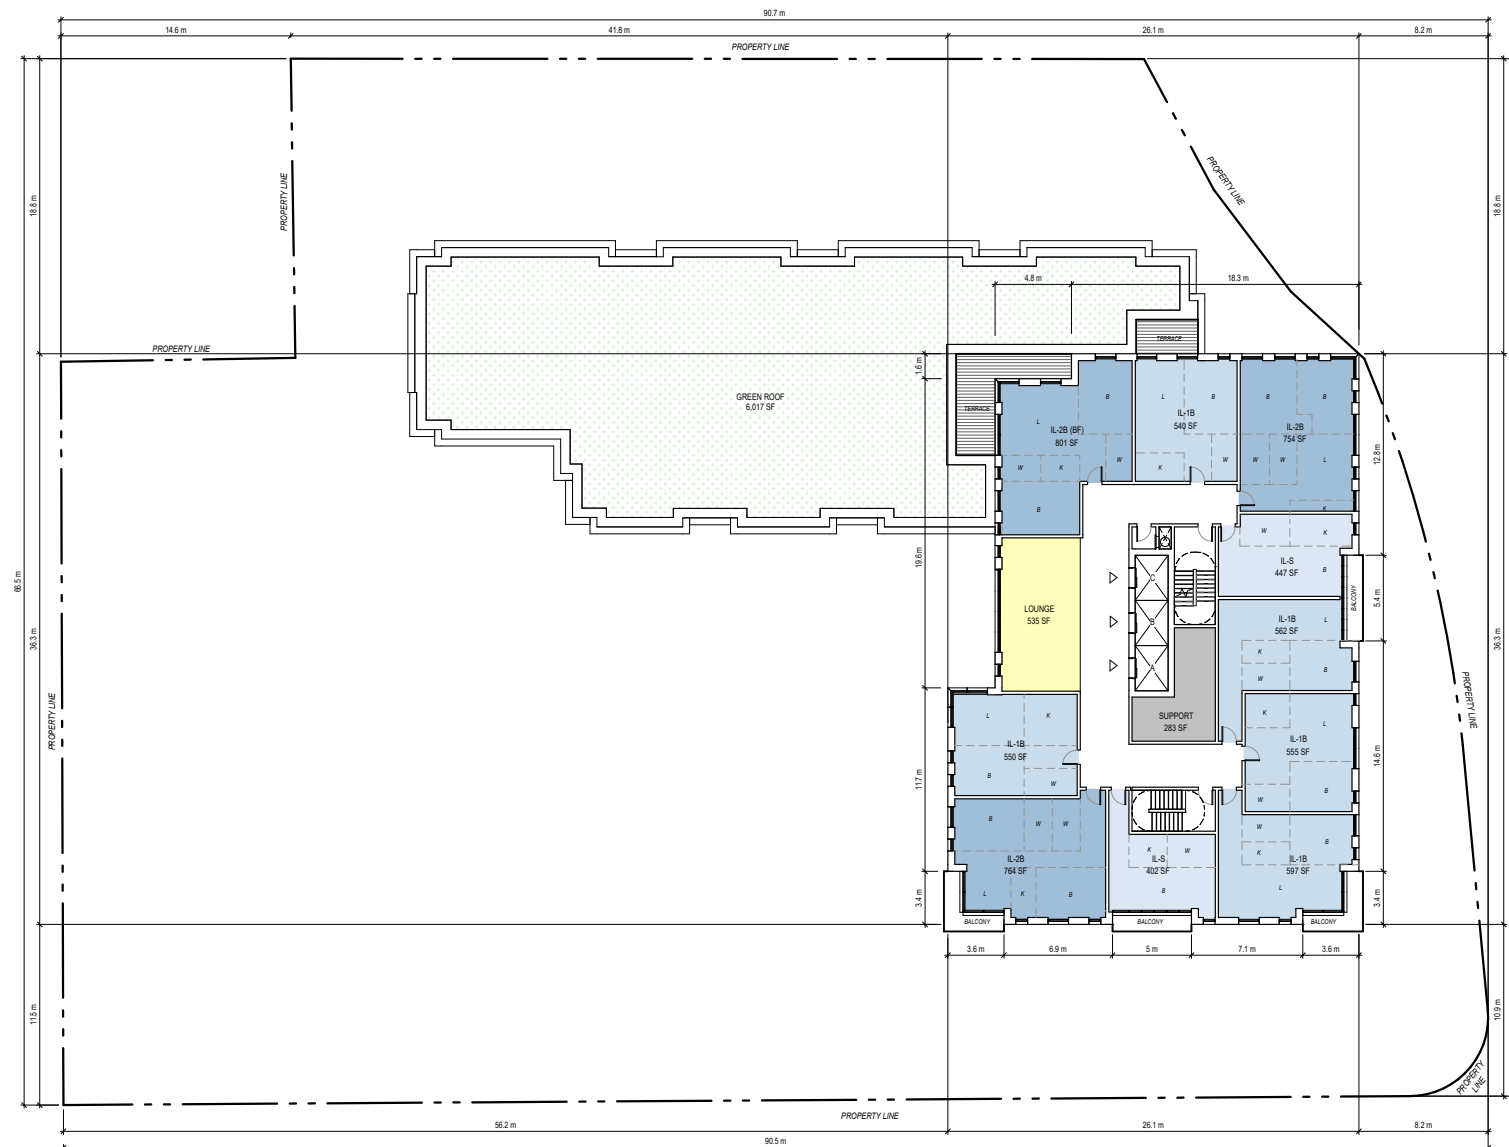 90.7 m
14.6 m
41.8 m
26.1 m
8.2 m
PROPERTY LINE
PROPERTY LINE
PROPERTY LINE
18.8 m
18.8 m
4.8 m
18.3 m
TERRACE
PROPERTY LINE
1.6 m
GREEN ROOF
6,017 SF
TERRACE
L
B
IL-2B (BF)
801 SF
W
K
W
B
L
B
IL-1B
540 SF
K
W
B
B
IL-2B
754 SF
W
W
L
K
12.8m
W
K
IL-S
447 SF
B
BALCONY
5.4 m
66.5 m
36.3 m
19.6m
LOUNGE
535 SF
C
B
A
IL-1B
562 SF
L
K
B
W
36.3 m
PROPERTY LINE
PROPERTY LINE
SUPPORT
283 SF
L
K
IL-1B
550 SF
B
W
K
L
IL-1B
555 SF
B
W
11.7 m
14.6 m
B
W
W
IL-2B
764 SF
L
K
B
K
W
IL-S
402 SF
B
W
B
K
IL-1B
597 SF
L
3.4 m
3.4 m
BALCONY
BALCONY
BALCONY
3.6 m
6.9 m
5 m
7.1 m
3.6 m
11.5 m
10.9 m
PROPERTY
LINE
PROPERTY LINE
56.2 m
26.1 m
8.2 m
90.5 m